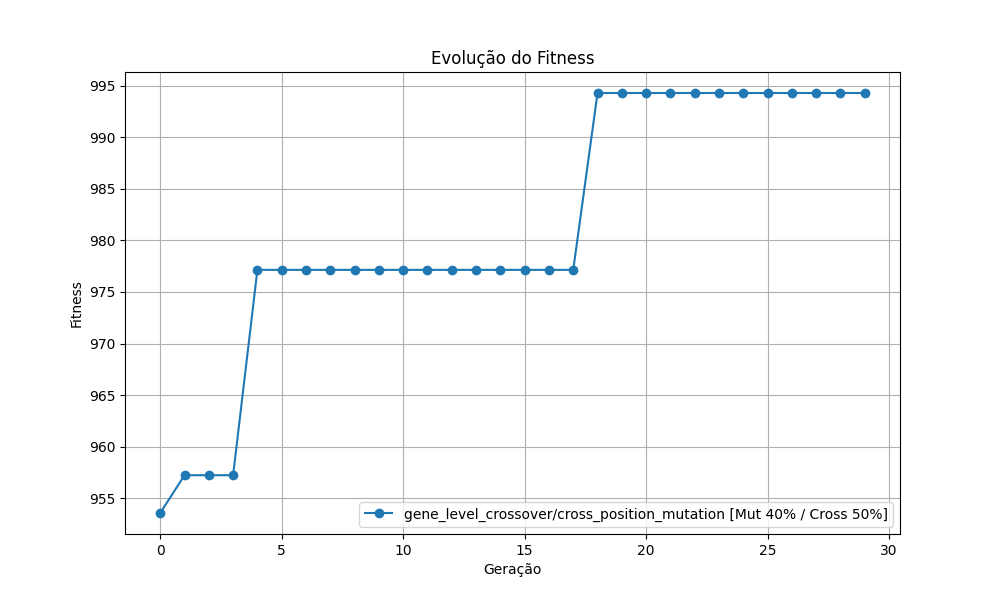 Evolução do Fitness
995
990
985
980
975
970
965
960
955
Fitness
gene_level_crossover/cross_position_mutation [Mut 40% / Cross 50%]
0 5 10 15 20 25 30
Geração